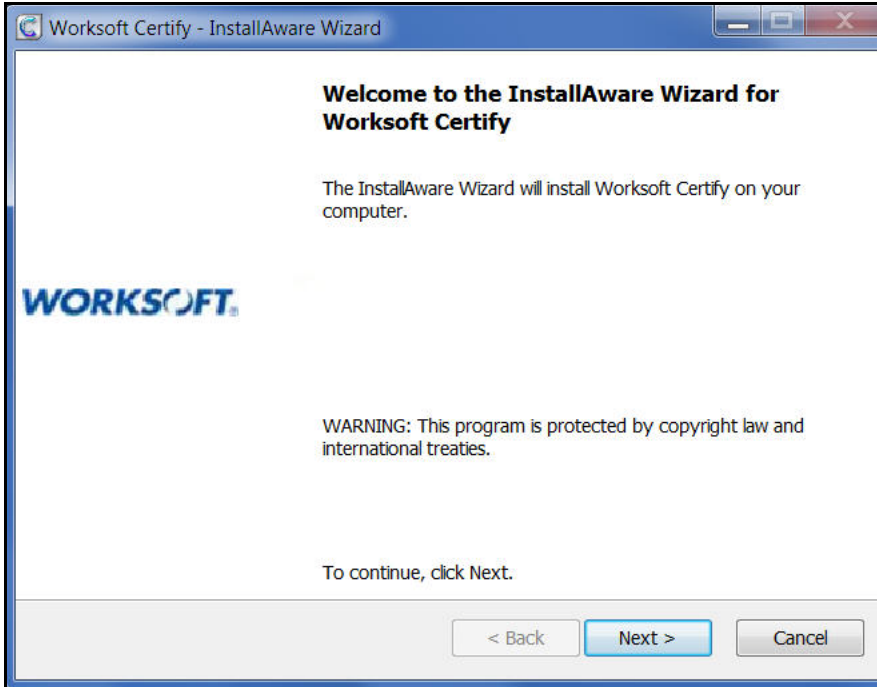 Worksoft Certify - InstallAware Wizard
Welcome to the InstallAware Wizard for
Worksoft Certify
The InstallAware Wizard will install Worksoft Certify on your
computer.
WORKSOFT®
WARNING: This program is protected by copyright law and
international treaties.
To continue, click Next.
< Back Next > Cancel